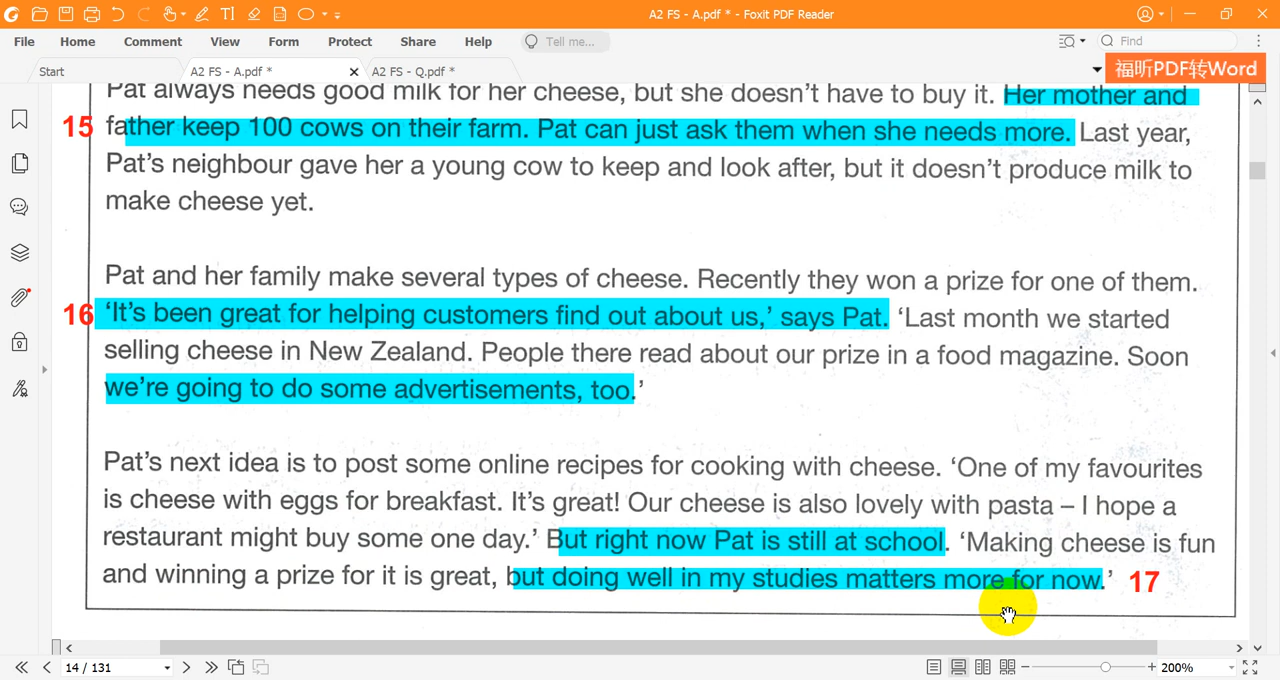 A2 FS - A.pdf * - Foxit PDF Reader
File Home Comment View Form Protect Share Help Tell me... Find
Start A2 FS - A.pdf * A2 FS - Q.pdf * 福昕PDF转Word
Pat always needs good milk for her cheese, but she doesn't have to buy it. Her mother and
15 father keep 100 cows on their farm. Pat can just ask them when she needs more. Last year,
Pat's neighbour gave her a young cow to keep and look after, but it doesn't produce milk to
make cheese yet.
Pat and her family make several types of cheese. Recently they won a prize for one of them.
16 'It's been great for helping customers find out about us,' says Pat. 'Last month we started
selling cheese in New Zealand. People there read about our prize in a food magazine. Soon
we're going to do some advertisements, too.'
Pat's next idea is to post some online recipes for cooking with cheese. 'One of my favourites
is cheese with eggs for breakfast. It's great! Our cheese is also lovely with pasta – I hope a
restaurant might buy some one day.' But right now Pat is still at school. 'Making cheese is fun
and winning a prize for it is great, but doing well in my studies matters more for now.' 17
14 / 131 200%